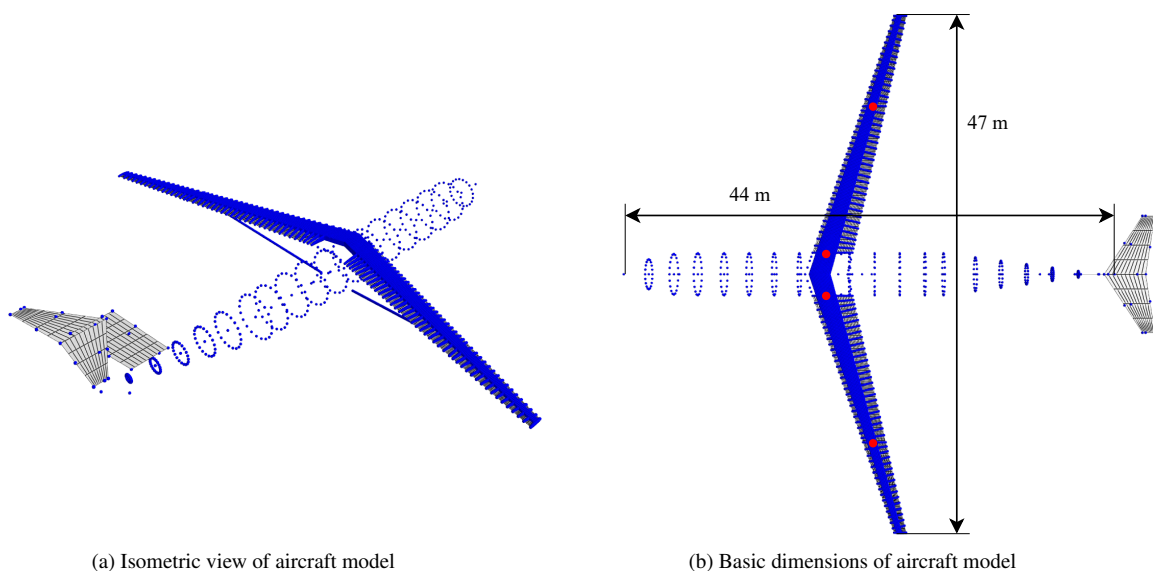 47 m
44 m
(a) Isometric view of aircraft model
(b) Basic dimensions of aircraft model